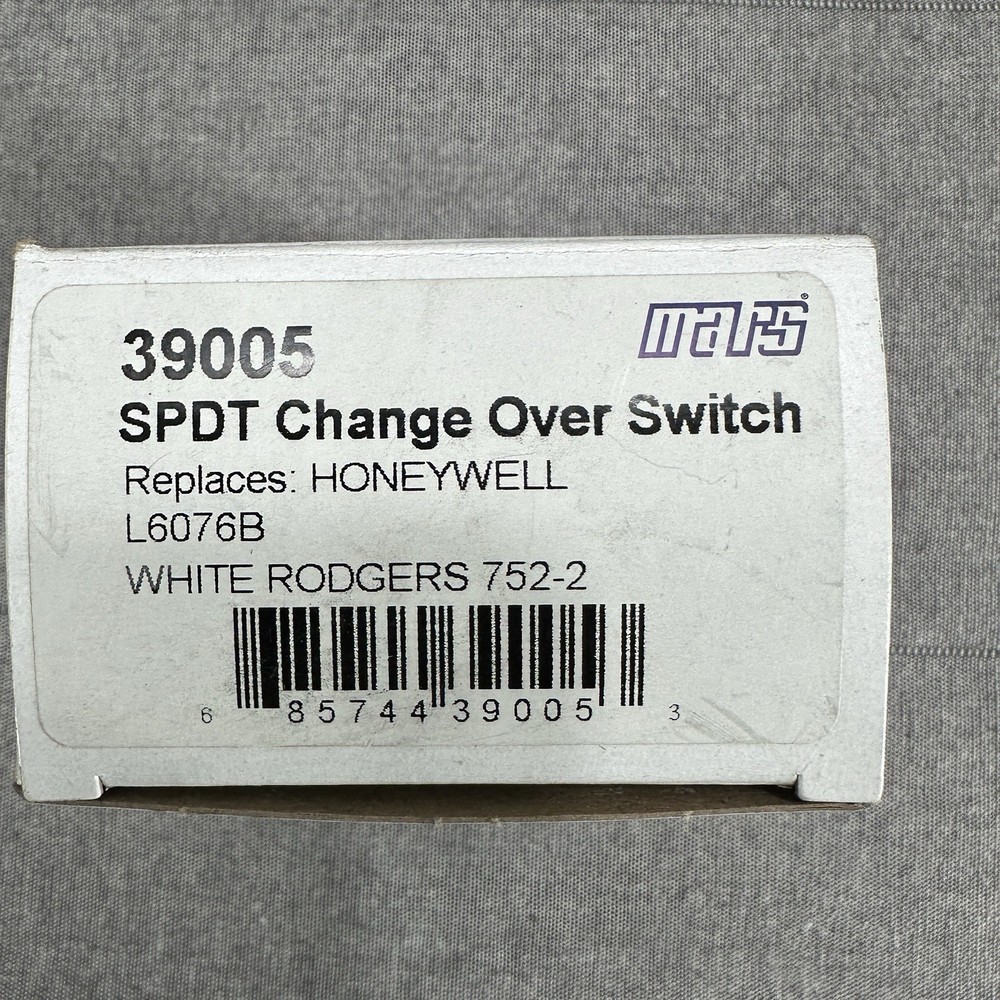 mars®
39005
SPDT Change Over Switch
Replaces: HONEYWELL
L6076B
WHITE RODGERS 752-2
6 85744 39005 3